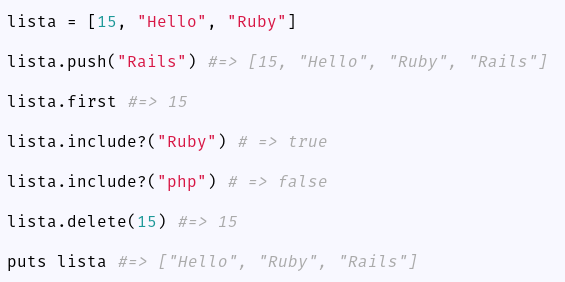 lista = [15, "Hello", "Ruby"]
lista.push("Rails") #=> [15, "Hello", "Ruby", "Rails"]
lista.first #=> 15
lista.include?("Ruby") # => true
lista.include?("php") # => false
lista.delete(15) #=> 15
puts lista #=> ["Hello", "Ruby", "Rails"]